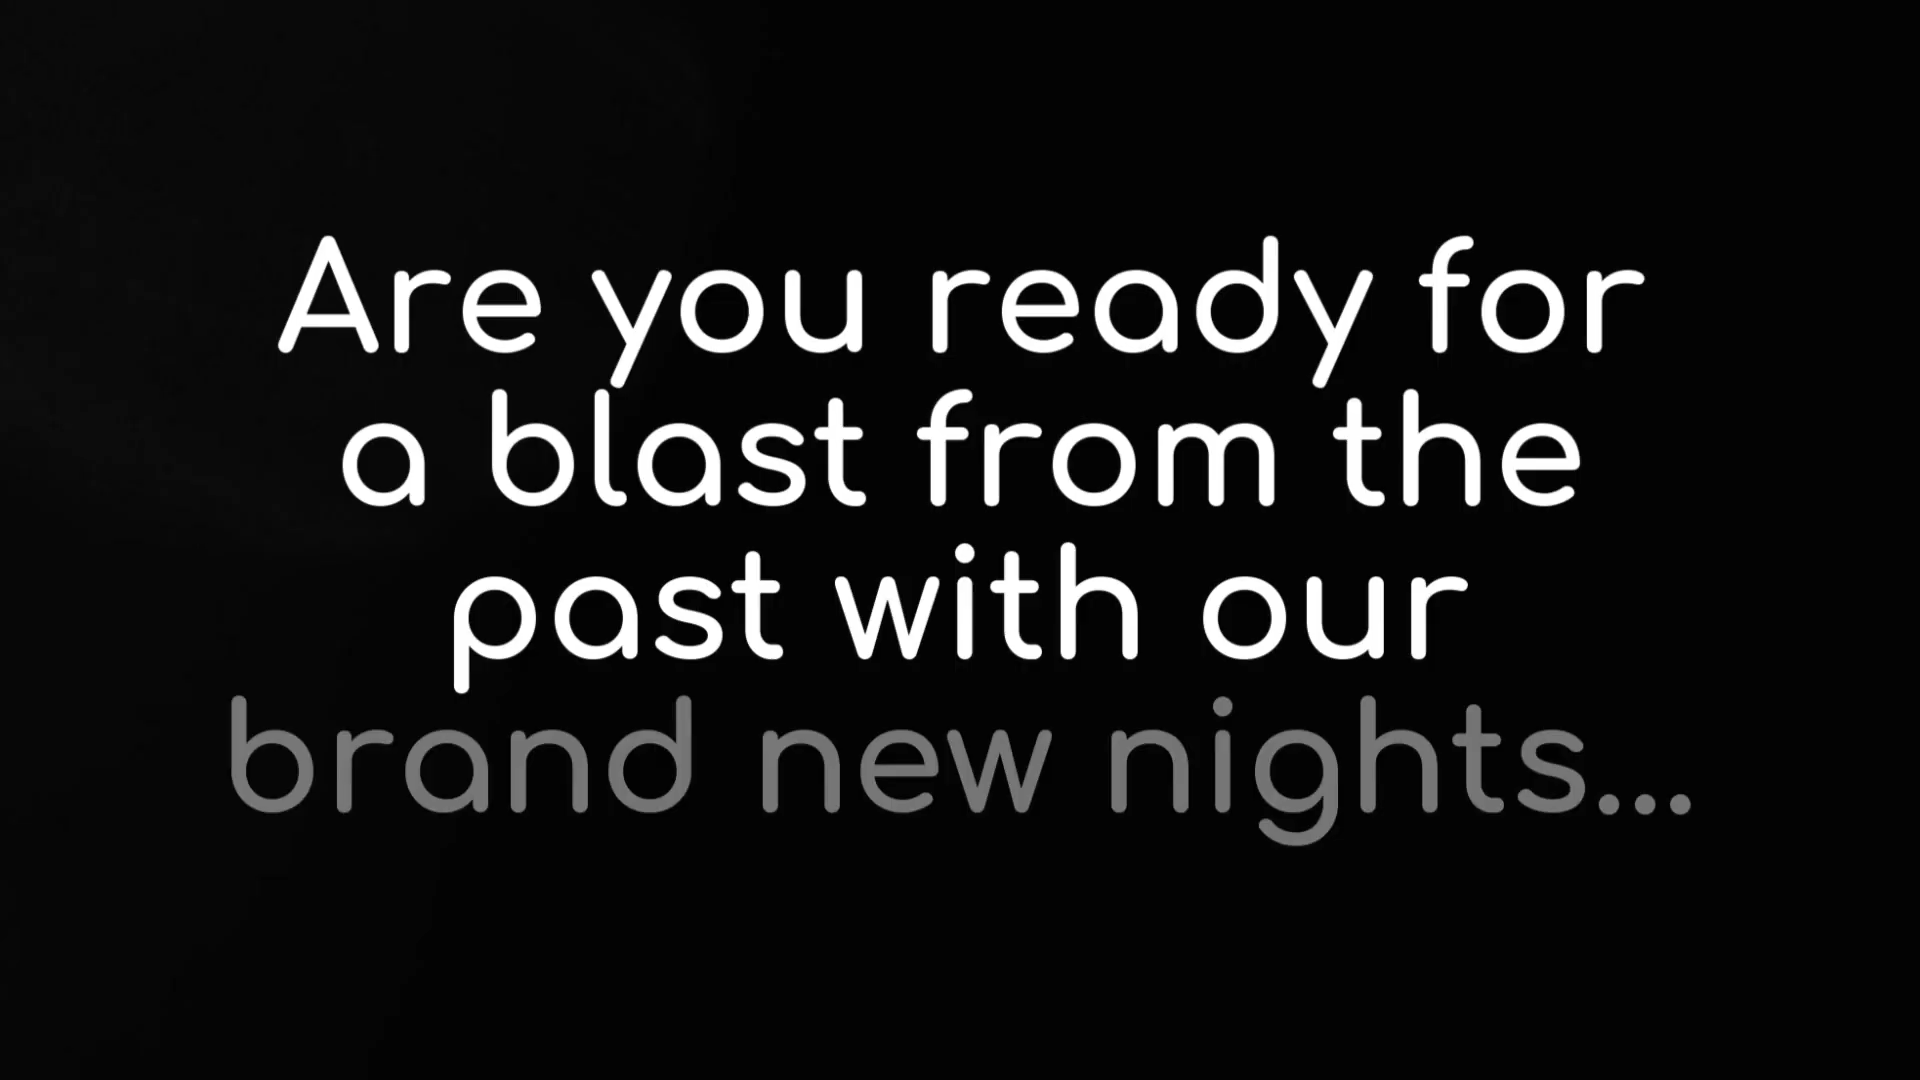 Are you ready for
a blast from the
past with our
brand new nights...